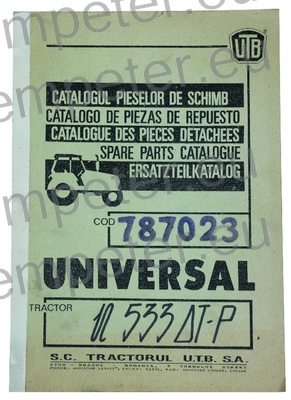 UTB
CATALOGUL PIESELOR DE SCHIMB
CATALOGO DE PIEZAS DE REPUESTO
CATALOGUE DES PIECES DETACHEES
SPARE PARTS CATALOGUE
ERSATZTEILKATALOG
COD 787023
UNIVERSAL
TRACTOR
533 DT-P
S.C. TRACTORUL U.T.B. S.A.
empeter.eu